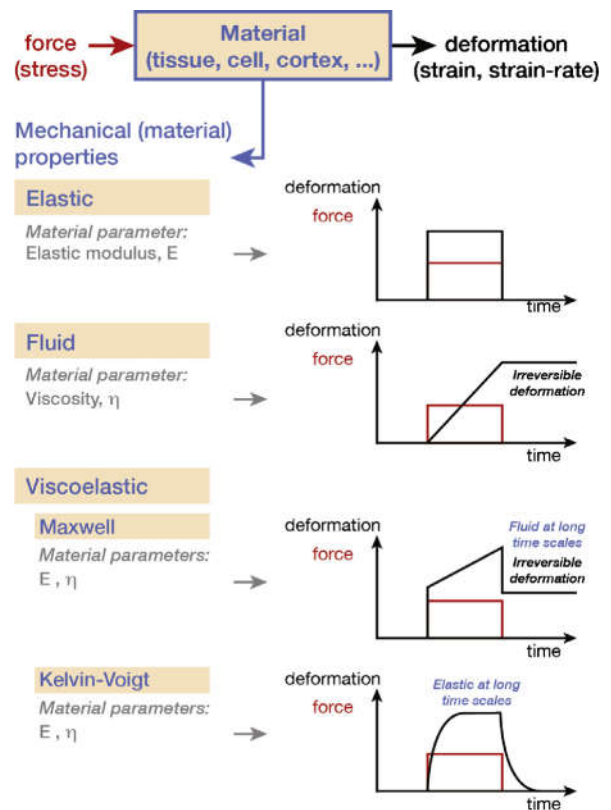 force
(stress)
Material
(tissue, cell, cortex, ...)
deformation
(strain, strain-rate)
Mechanical (material)
properties
Elastic
Material parameter:
Elastic modulus, E
deformation
force
time
Fluid
Material parameter:
Viscosity, η
deformation
force
Irreversible
deformation
time
Viscoelastic
Maxwell
Material parameters:
E , η
deformation
force
Fluid at long
time scales
Irreversible
deformation
time
Kelvin-Voigt
Material parameters:
E , η
deformation
force
Elastic at long
time scales
time